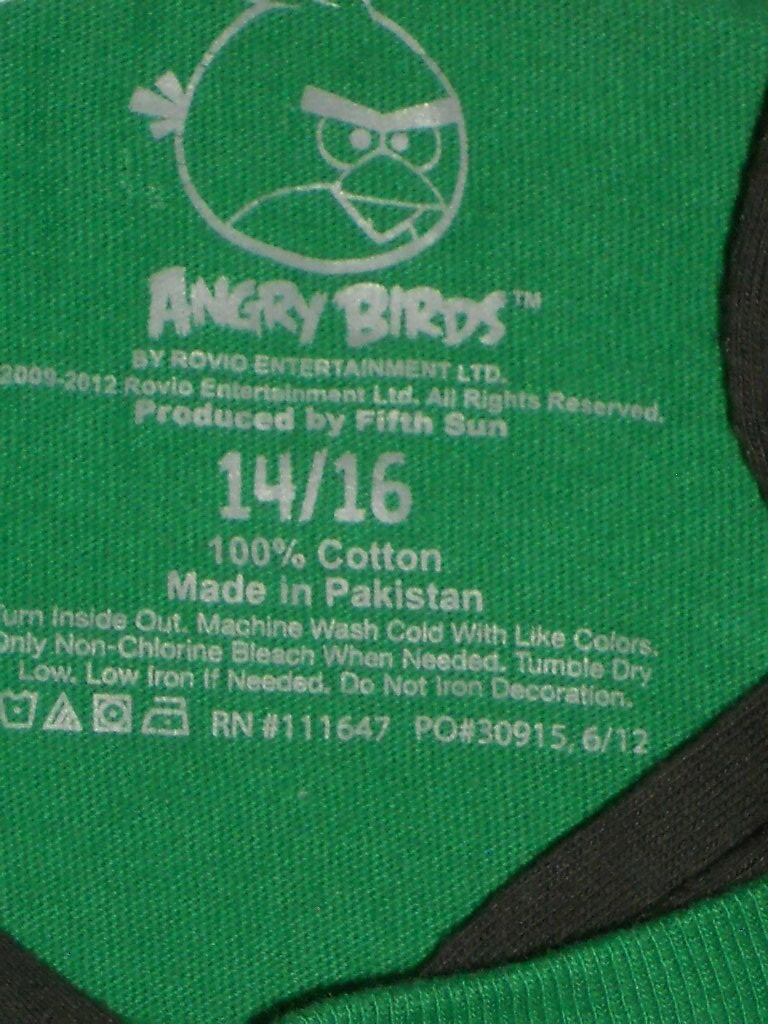 ANGRY BIRDS™
BY ROVIO ENTERTAINMENT LTD.
2009-2012 Rovio Entertainment Ltd. All Rights Reserved.
Produced by Fifth Sun
14/16
100% Cotton
Made in Pakistan
Turn Inside Out. Machine Wash Cold With Like Colors.
Only Non-Chlorine Bleach When Needed. Tumble Dry
Low. Low Iron If Needed. Do Not Iron Decoration.
RN #111647 PO#30915, 6/12